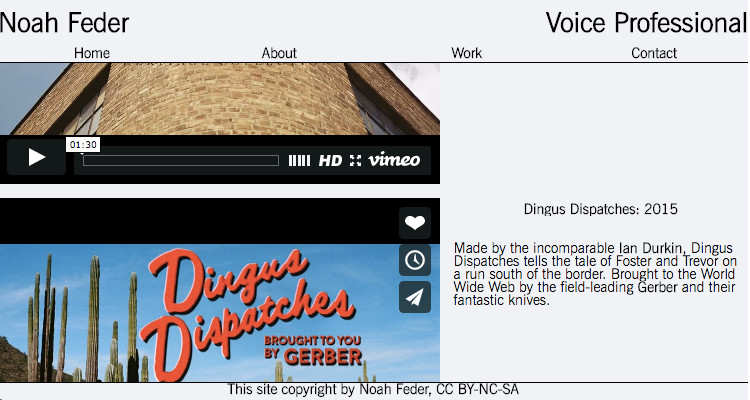 Noah Feder
Voice Professional
Home
About
Work
Contact
01:30
HD
vimeo
Dingus
Dispatches
BROUGHT TO YOU
BY GERBER
Dingus Dispatches: 2015
Made by the incomparable Ian Durkin, Dingus
Dispatches tells the tale of Foster and Trevor on
a run south of the border. Brought to the World
Wide Web by the field-leading Gerber and their
fantastic knives.
This site copyright by Noah Feder, CC BY-NC-SA